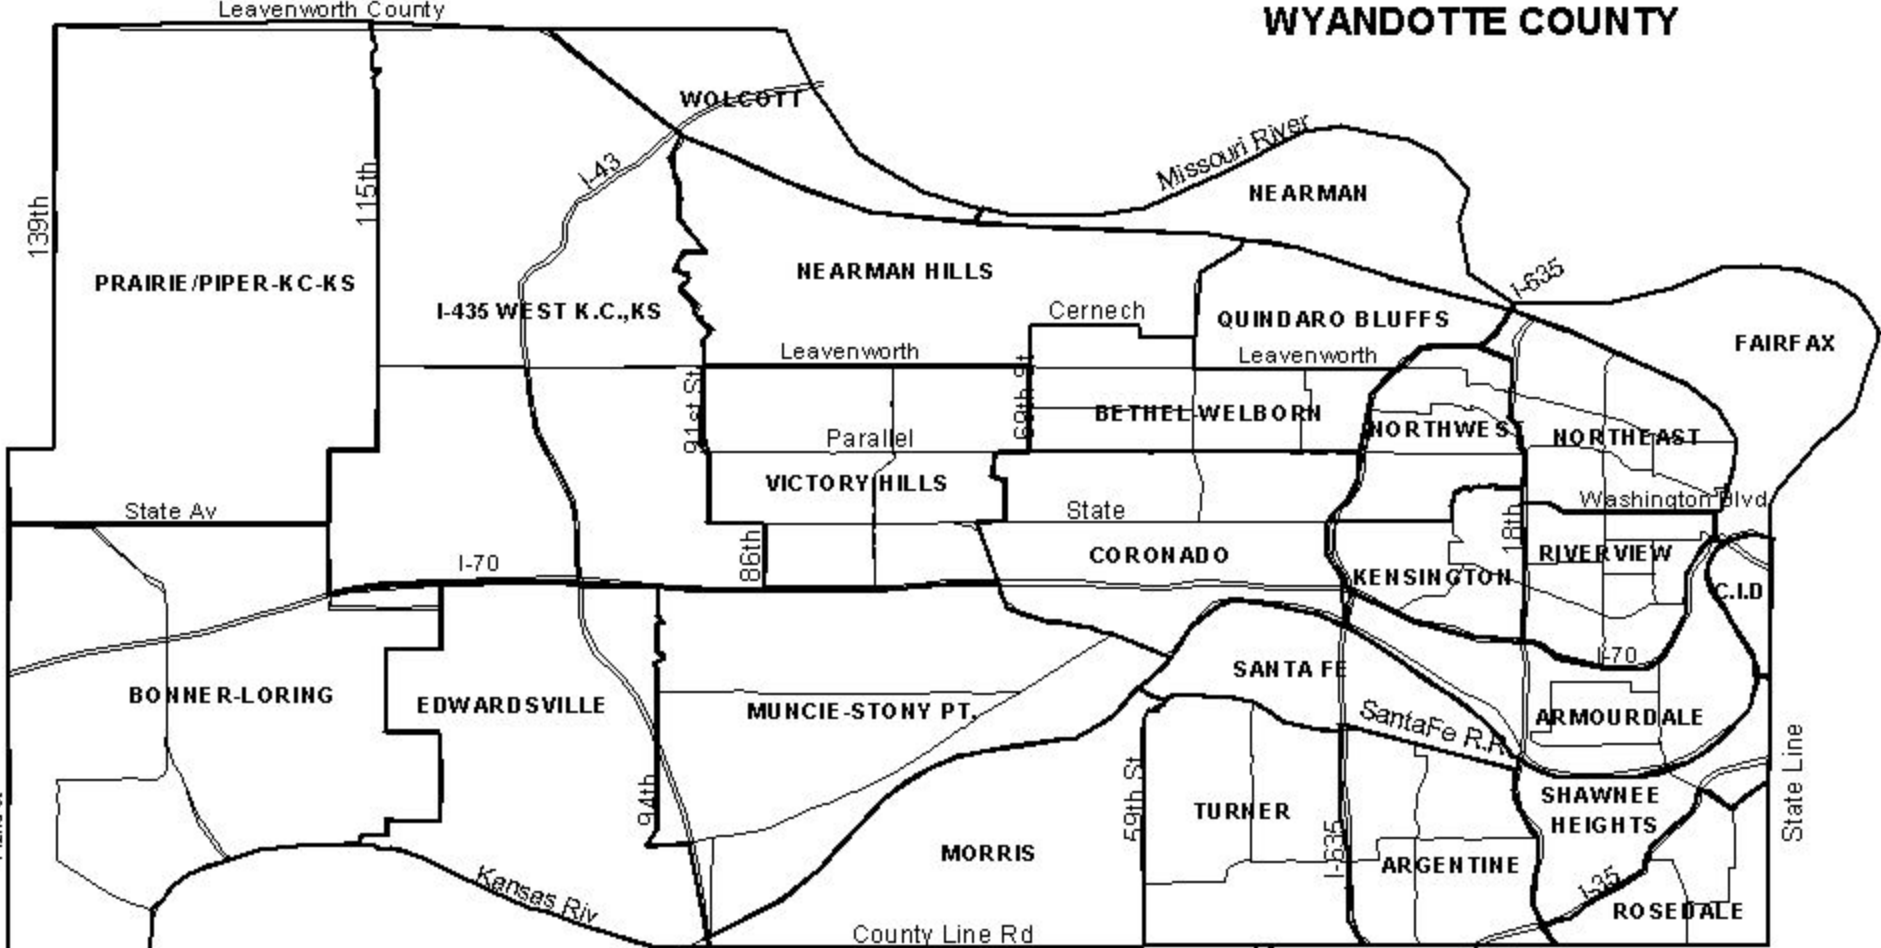 Leavenworth County
WYANDOTTE COUNTY
WOLCOTT
Missouri River
I-43
NEARMAN
115th
139th
I-635
PRAIRIE/PIPER-KC-KS
NEARMAN HILLS
I-435 WEST K.C.,KS
Cernech
QUINDARO BLUFFS
FAIRFAX
Leavenworth
Leavenworth
91st St
69th St
BETHEL-WELBORN
NORTHWEST
NORTHEAST
Parallel
VICTORY HILLS
State Av
State
Washington Blvd
18th
I-70
86th
CORONADO
RIVERVIEW
KENSINGTON
C.I.D
I-70
SANTA FE
BONNER-LORING
EDWARDSVILLE
MUNCIE-STONY PT.
SantaFe R.R.
ARMOURDALE
94th
59th St
State Line
TURNER
SHAWNEE
HEIGHTS
I-635
MORRIS
ARGENTINE
Kansas Riv
I-35
ROSEDALE
County Line Rd